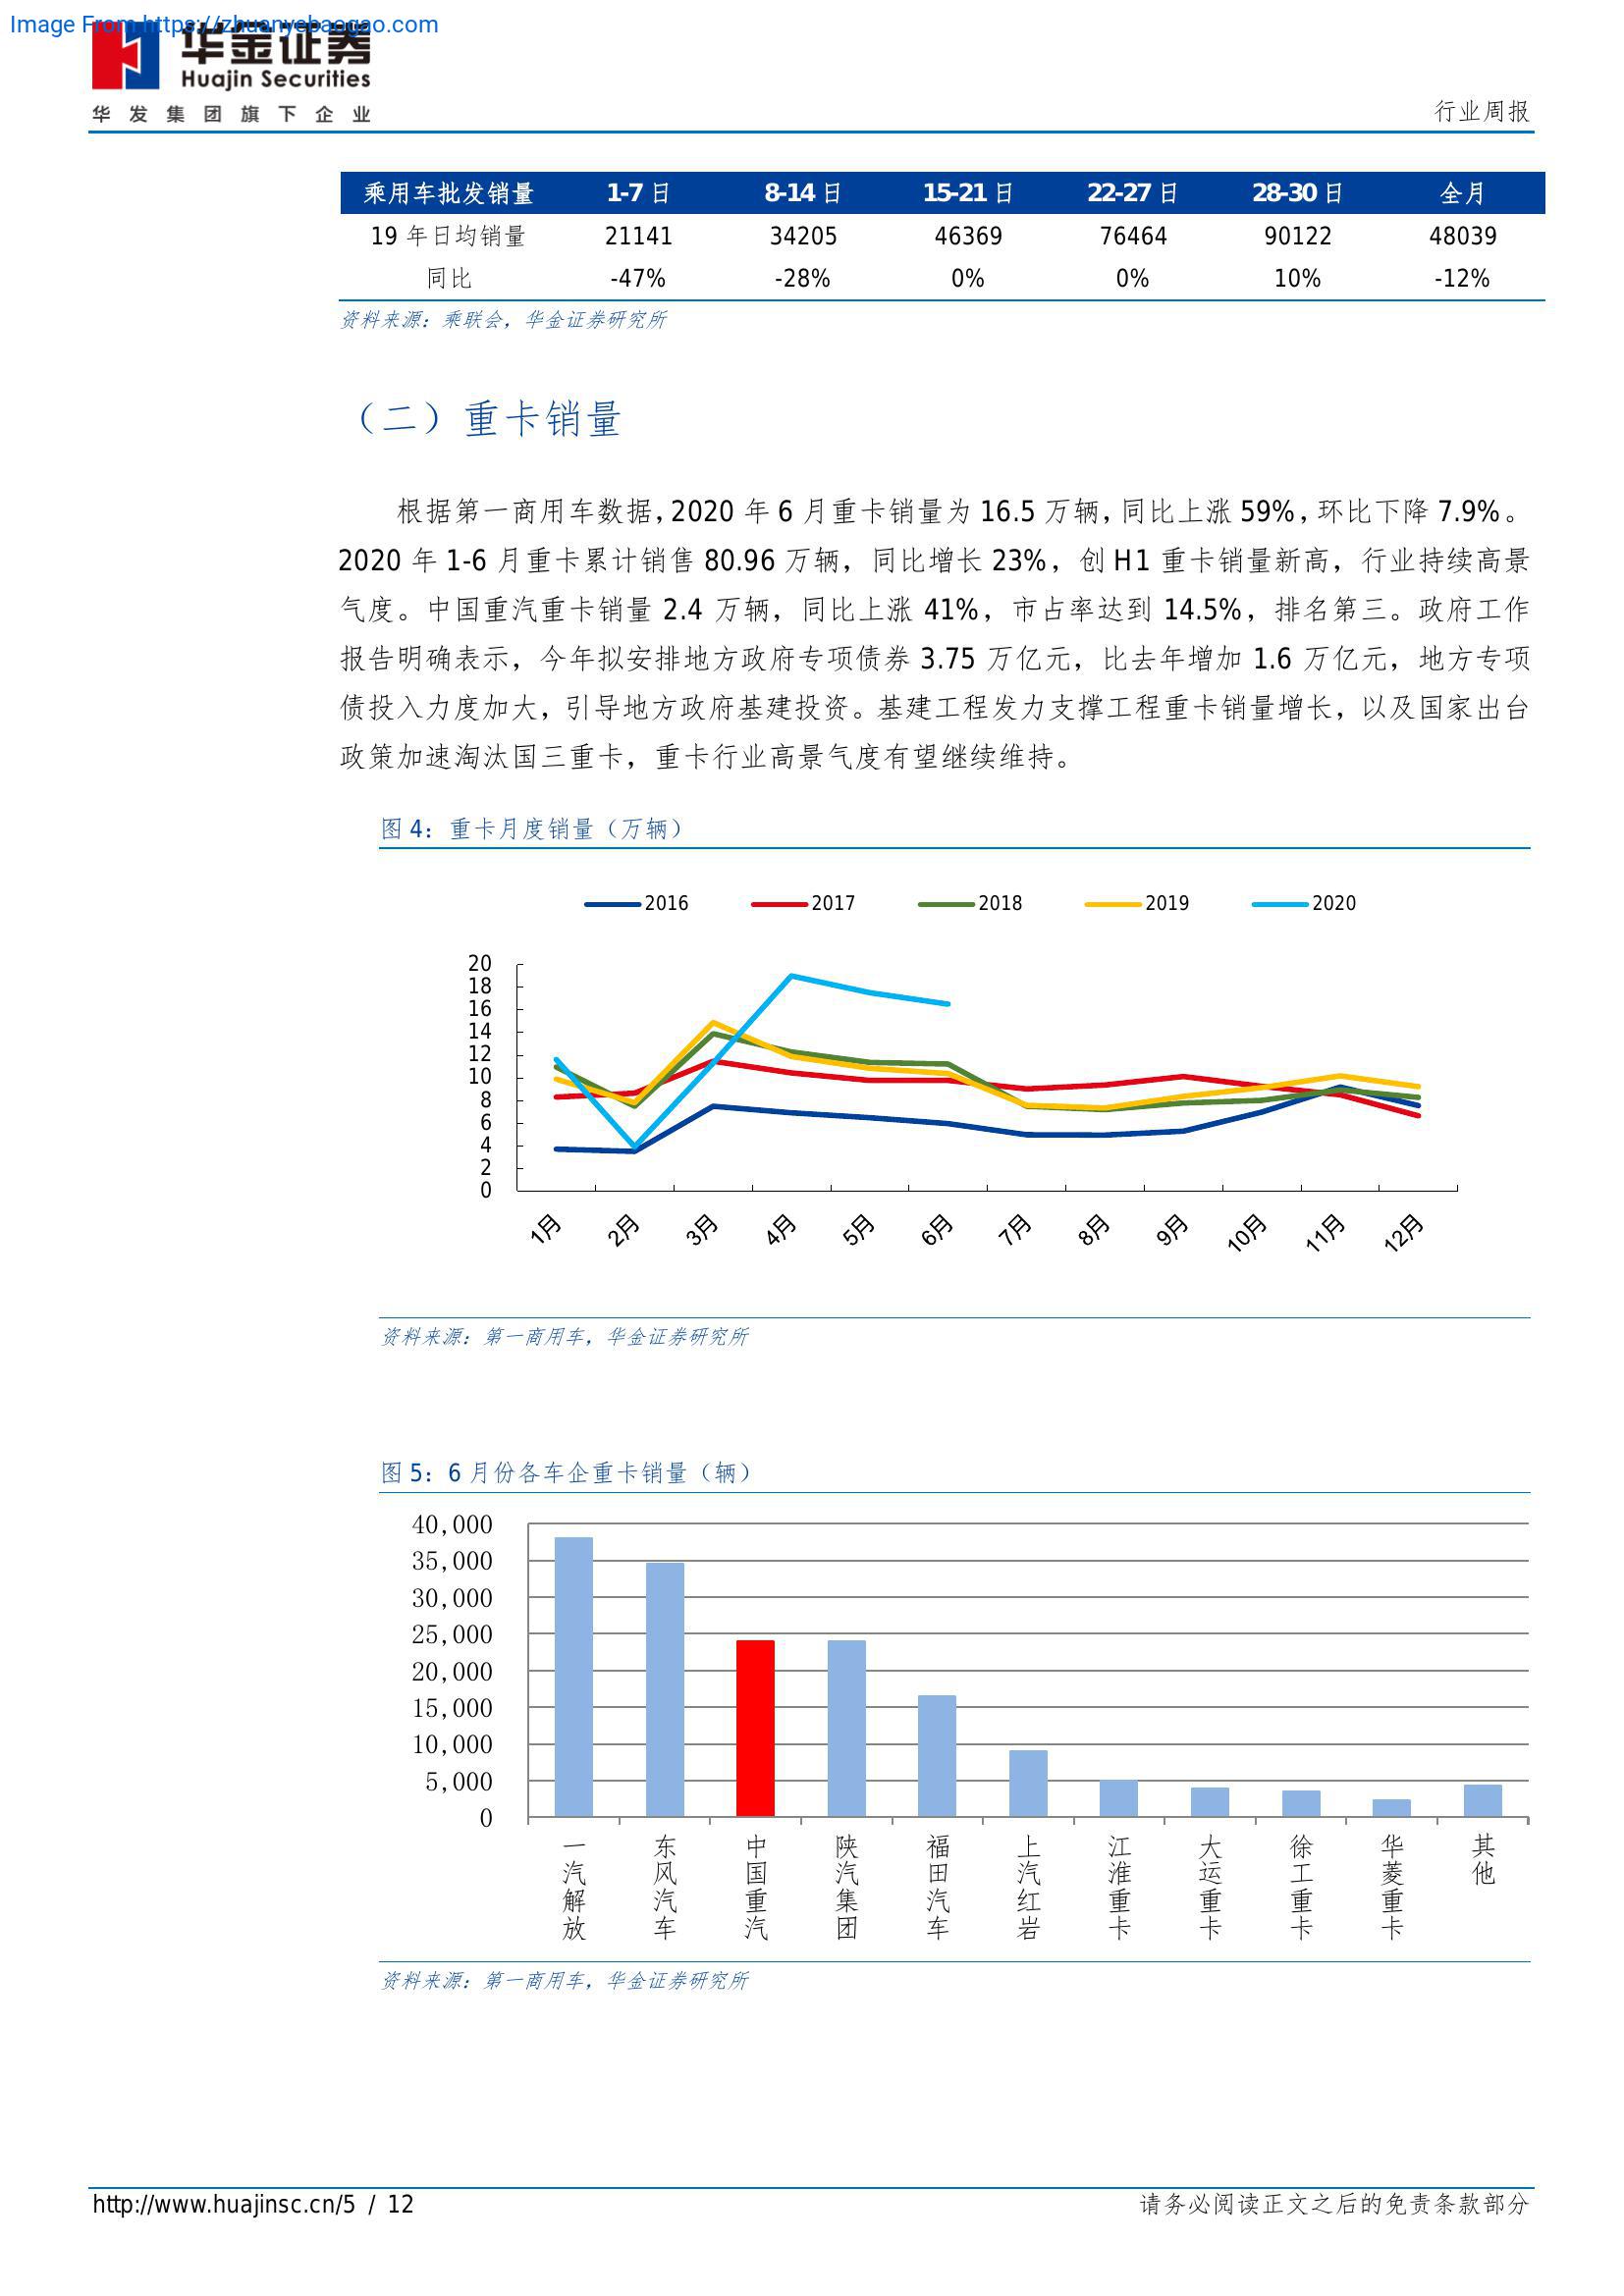 Image From https://zhuanyebaogao.com
华金证券
Huajin Securities
华发集团旗下企业
行业周报
乘用车批发销量 1-7 日 8-14 日 15-21 日 22-27 日 28-30 日 全月
19 年日均销量 21141 34205 46369 76464 90122 48039
同比 -47% -28% 0% 0% 10% -12%
资料来源：乘联会，华金证券研究所
（二）重卡销量
根据第一商用车数据，2020 年 6 月重卡销量为 16.5 万辆，同比上涨 59%，环比下降 7.9%。
2020 年 1-6 月重卡累计销售 80.96 万辆，同比增长 23%，创 H1 重卡销量新高，行业持续高景
气度。中国重汽重卡销量 2.4 万辆，同比上涨 41%，市占率达到 14.5%，排名第三。政府工作
报告明确表示，今年拟安排地方政府专项债券 3.75 万亿元，比去年增加 1.6 万亿元，地方专项
债投入力度加大，引导地方政府基建投资。基建工程发力支撑工程重卡销量增长，以及国家出台
政策加速淘汰国三重卡，重卡行业高景气度有望继续维持。
图 4：重卡月度销量（万辆）
2016 2017 2018 2019 2020
20
18
16
14
12
10
8
6
4
2
0
1月 2月 3月 4月 5月 6月 7月 8月 9月 10月 11月 12月
资料来源：第一商用车，华金证券研究所
图 5：6 月份各车企重卡销量（辆）
40,000
35,000
30,000
25,000
20,000
15,000
10,000
5,000
0
一汽解放 东风汽车 中国重汽 陕汽集团 福田汽车 上汽红岩 江淮重卡 大运重卡 徐工重卡 华菱重卡 其他
资料来源：第一商用车，华金证券研究所
http://www.huajinsc.cn/5 / 12
请务必阅读正文之后的免责条款部分